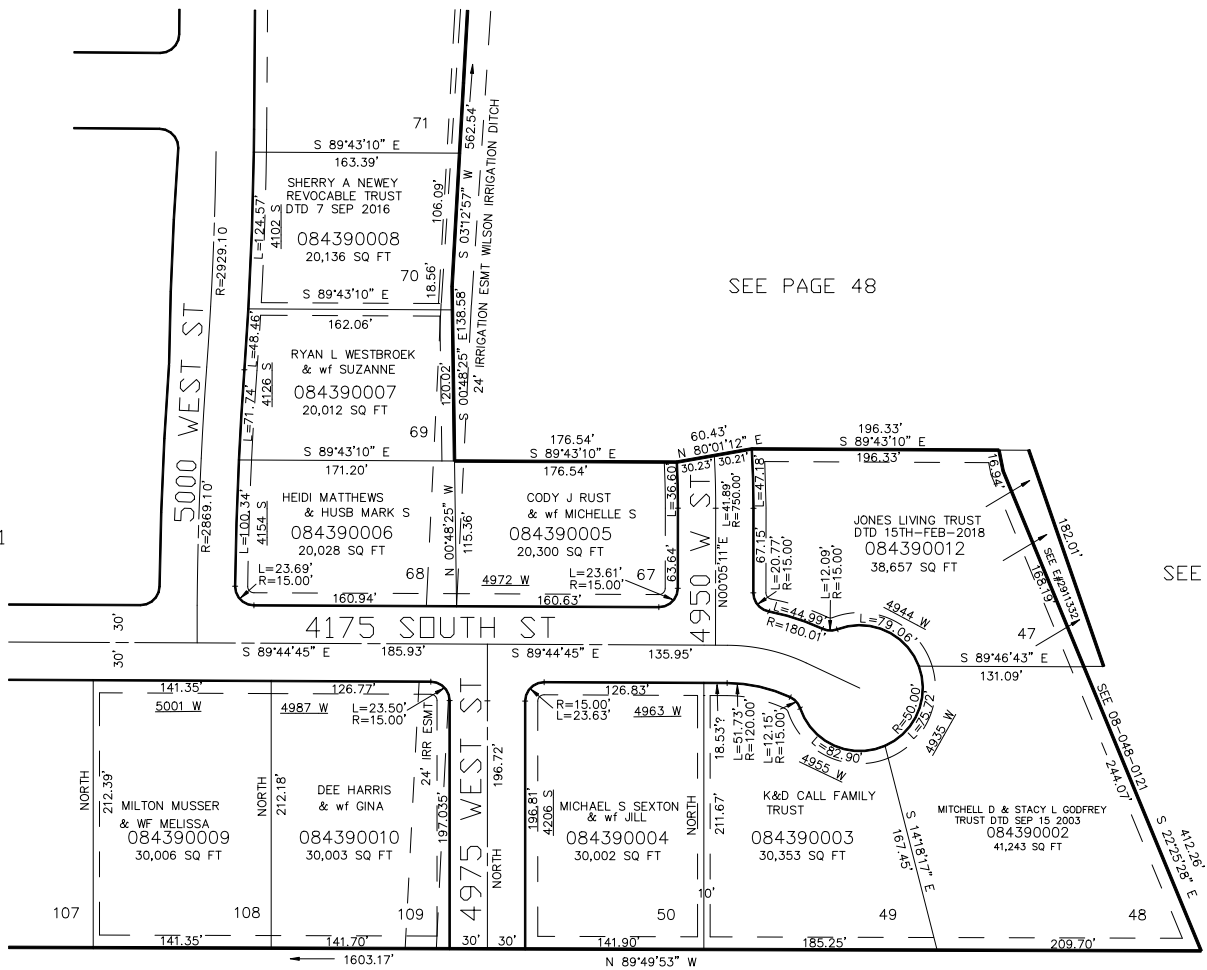 71
S 89°43'10" E
163.39'
SHERRY A NEWEY
REVOCABLE TRUST
DTD 7 SEP 2016
084390008
20,136 SQ FT
70
L=124.57'
4102 S
106.09'
18.56'
562.54'
S 03°12'57" W
24' IRRIGATION ESMT WILSON IRRIGATION DITCH
R=2929.10
5000 WEST ST
R=2869.10'
SEE PAGE 48
S 89°43'10" E
162.06'
RYAN L WESTBROEK
& wf SUZANNE
084390007
20,012 SQ FT
69
L=48.46'
4126 S
L=71.74'
120.02'
S 00°48'25" E
138.58'
S 89°43'10" E
171.20'
HEIDI MATTHEWS
& HUSB MARK S
084390006
20,028 SQ FT
68
L=100.34'
4154 S
L=23.69'
R=15.00'
160.94'
N 00°48'25" W
115.36'
176.54'
S 89°43'10" E
176.54'
CODY J RUST
& wf MICHELLE S
084390005
20,300 SQ FT
67
4972 W
L=23.61'
R=15.00'
160.63'
L=36.60'
63.64'
60.43'
N 80°01'12" E
30.23'
30.21'
4950 W ST
L=41.89'
R=750.00'
N00°05'11"E
L=47.18'
67.15'
L=20.77'
R=15.00'
L=12.09'
R=15.00'
196.33'
S 89°43'10" E
196.33'
16.94'
JONES LIVING TRUST
DTD 15TH-FEB-2018
084390012
38,657 SQ FT
47
182.01'
SEE E#2911332
168.19'
SEE
1
L=44.99'
R=180.01'
4944 W
L=79.06'
S 89°46'43" E
131.09'
30'
30'
4175 SOUTH ST
S 89°44'45" E
185.93'
S 89°44'45" E
135.95'
141.35'
5001 W
126.77'
4987 W
L=23.50'
R=15.00'
R=15.00'
L=23.63'
126.83'
4963 W
18.53'?
L=51.73'
R=120.00'
L=12.15'
R=15.00'
L=82.90'
4955 W
R=50.00'
L=75.72'
4935 W
SEE 08-048-0121
244.07'
412.26'
S 22°25'28" E
NORTH
212.39'
MILTON MUSSER
& WF MELISSA
084390009
30,006 SQ FT
NORTH
212.18'
DEE HARRIS
& wf GINA
084390010
30,003 SQ FT
24' IRR ESMT
197.035'
4975 WEST ST
196.72'
NORTH
196.81'
4206 S
MICHAEL S SEXTON
& wf JILL
084390004
30,002 SQ FT
NORTH
211.67'
10'
K&D CALL FAMILY
TRUST
084390003
30,353 SQ FT
S 14°18'17" E
167.45'
MITCHELL D & STACY L GODFREY
TRUST DTD SEP 15 2003
084390002
41,243 SQ FT
107
108
109
50
49
48
141.35'
141.70'
30'
30'
141.90'
185.25'
209.70'
1603.17'
N 89°49'53" W